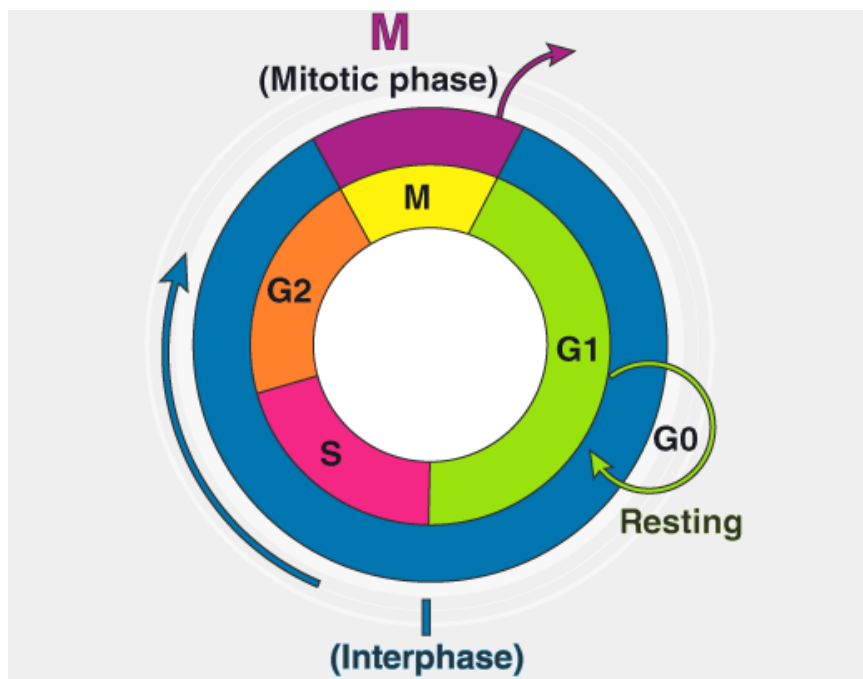 M
(Mitotic phase)
M
G2
G1
S
G0
Resting
I
(Interphase)